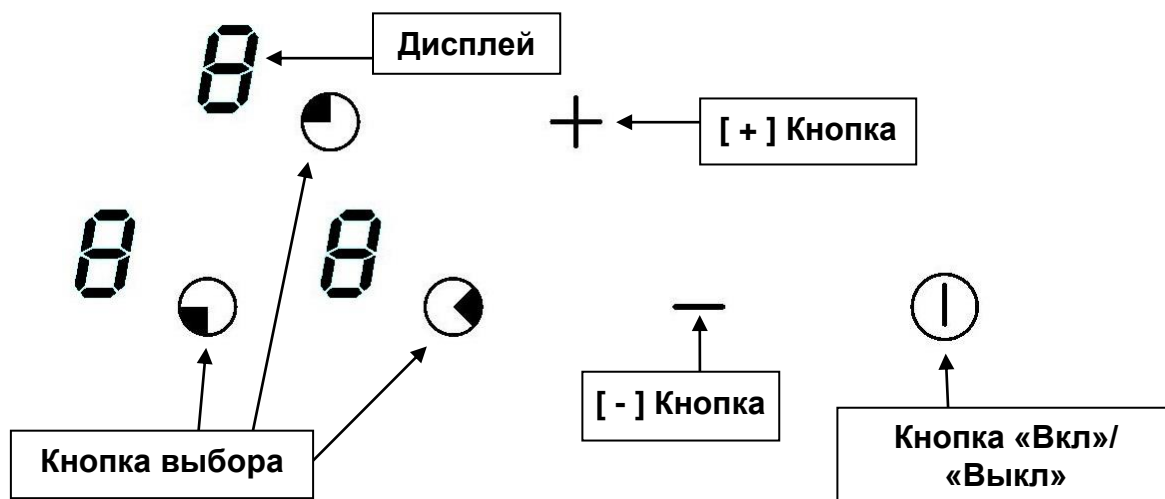 Дисплей
[ + ] Кнопка
[ - ] Кнопка
Кнопка выбора
Кнопка «Вкл»/
«Выкл»